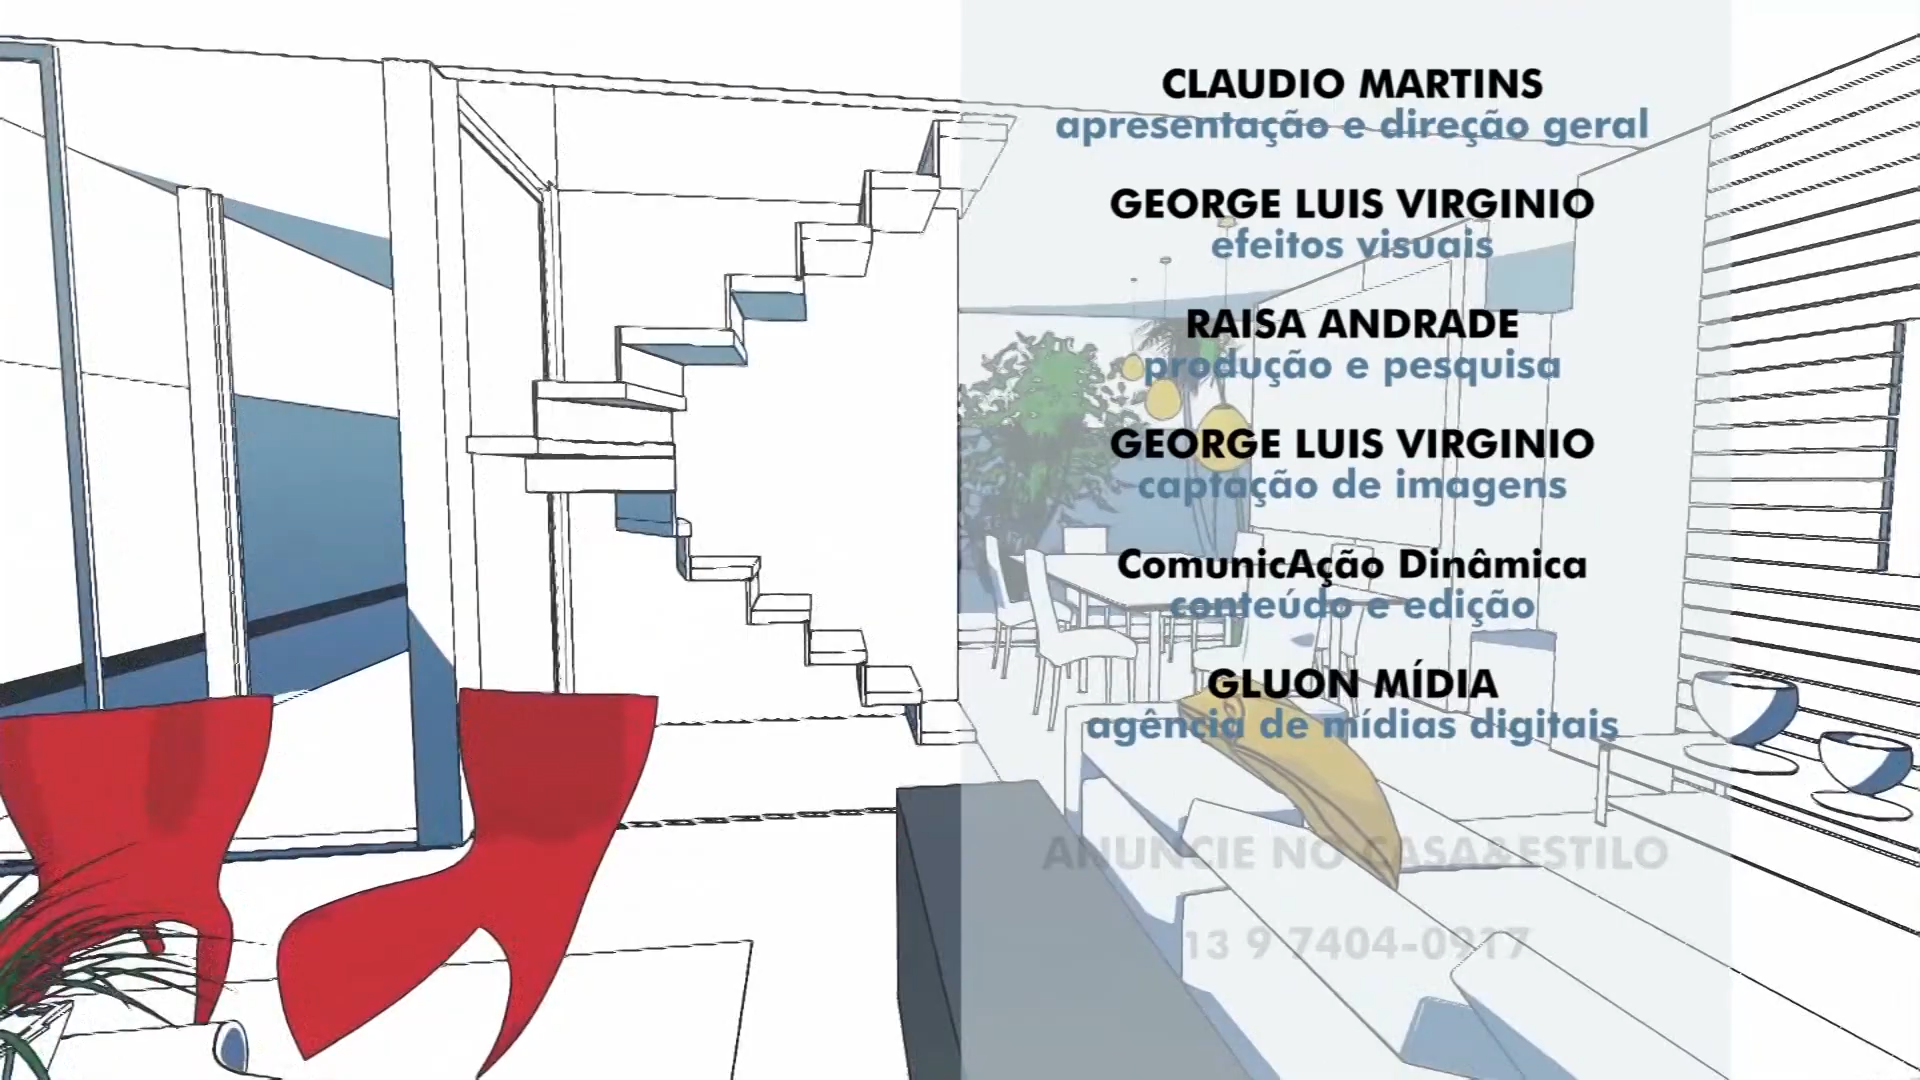 CLAUDIO MARTINS
apresentação e direção geral
GEORGE LUIS VIRGINIO
efeitos visuais
RAISA ANDRADE
produção e pesquisa
GEORGE LUIS VIRGINIO
captação de imagens
ComunicAção Dinâmica
conteúdo e edição
GLUON MÍDIA
agência de mídias digitais
ANUNCIE NO CASA&ESTILO
13 9 7404-0917